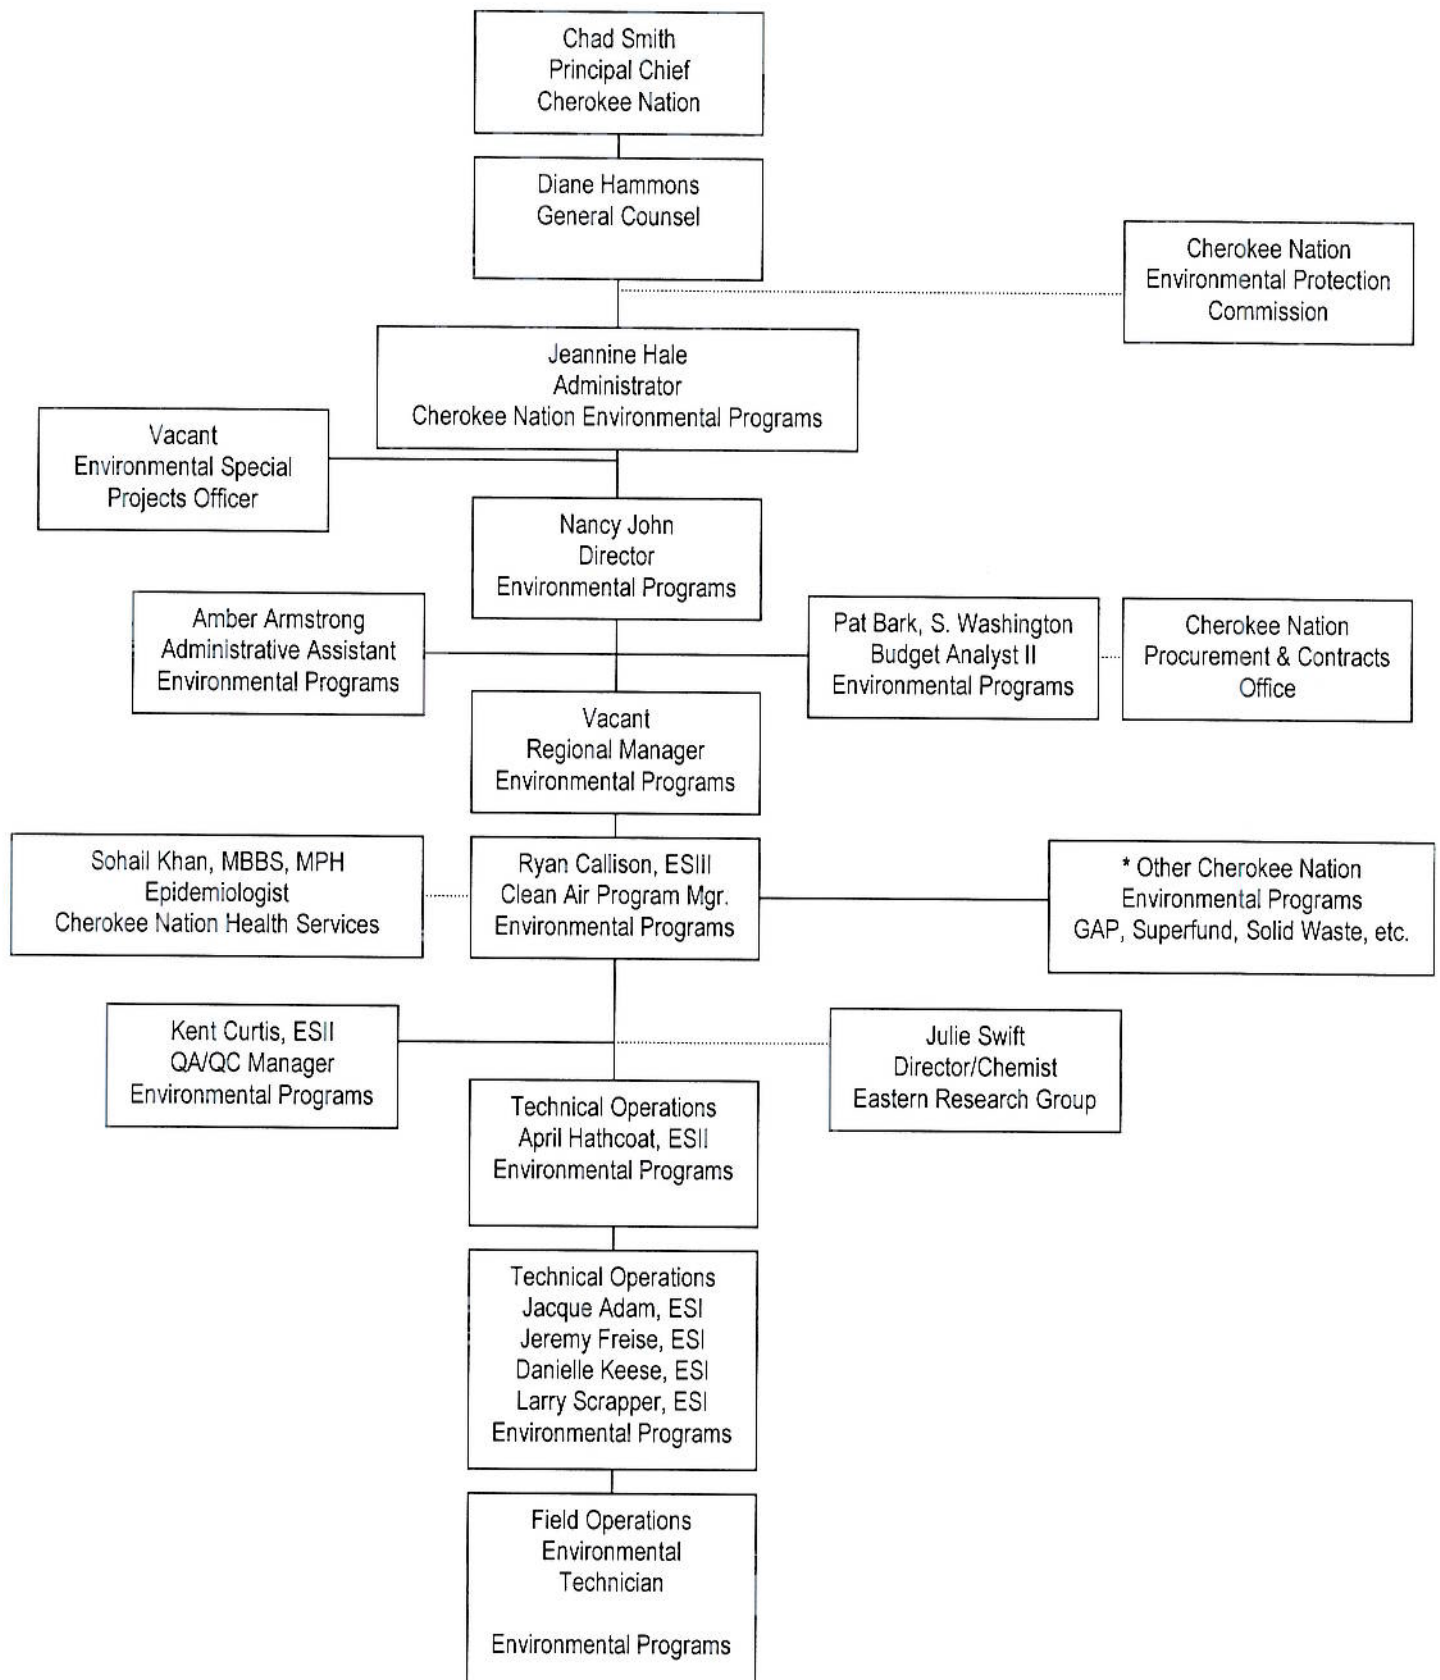 Chad Smith
Principal Chief
Cherokee Nation
Diane Hammons
General Counsel
Cherokee Nation
Environmental Protection
Commission
Jeannine Hale
Administrator
Cherokee Nation Environmental Programs
Vacant
Environmental Special
Projects Officer
Nancy John
Director
Environmental Programs
Amber Armstrong
Administrative Assistant
Environmental Programs
Pat Bark, S. Washington
Budget Analyst II
Environmental Programs
Cherokee Nation
Procurement & Contracts
Office
Vacant
Regional Manager
Environmental Programs
Sohail Khan, MBBS, MPH
Epidemiologist
Cherokee Nation Health Services
Ryan Callison, ESIII
Clean Air Program Mgr.
Environmental Programs
* Other Cherokee Nation
Environmental Programs
GAP, Superfund, Solid Waste, etc.
Kent Curtis, ESII
QA/QC Manager
Environmental Programs
Julie Swift
Director/Chemist
Eastern Research Group
Technical Operations
April Hathcoat, ESII
Environmental Programs
Technical Operations
Jacque Adam, ESI
Jeremy Freise, ESI
Danielle Keese, ESI
Larry Scrapper, ESI
Environmental Programs
Field Operations
Environmental
Technician
Environmental Programs